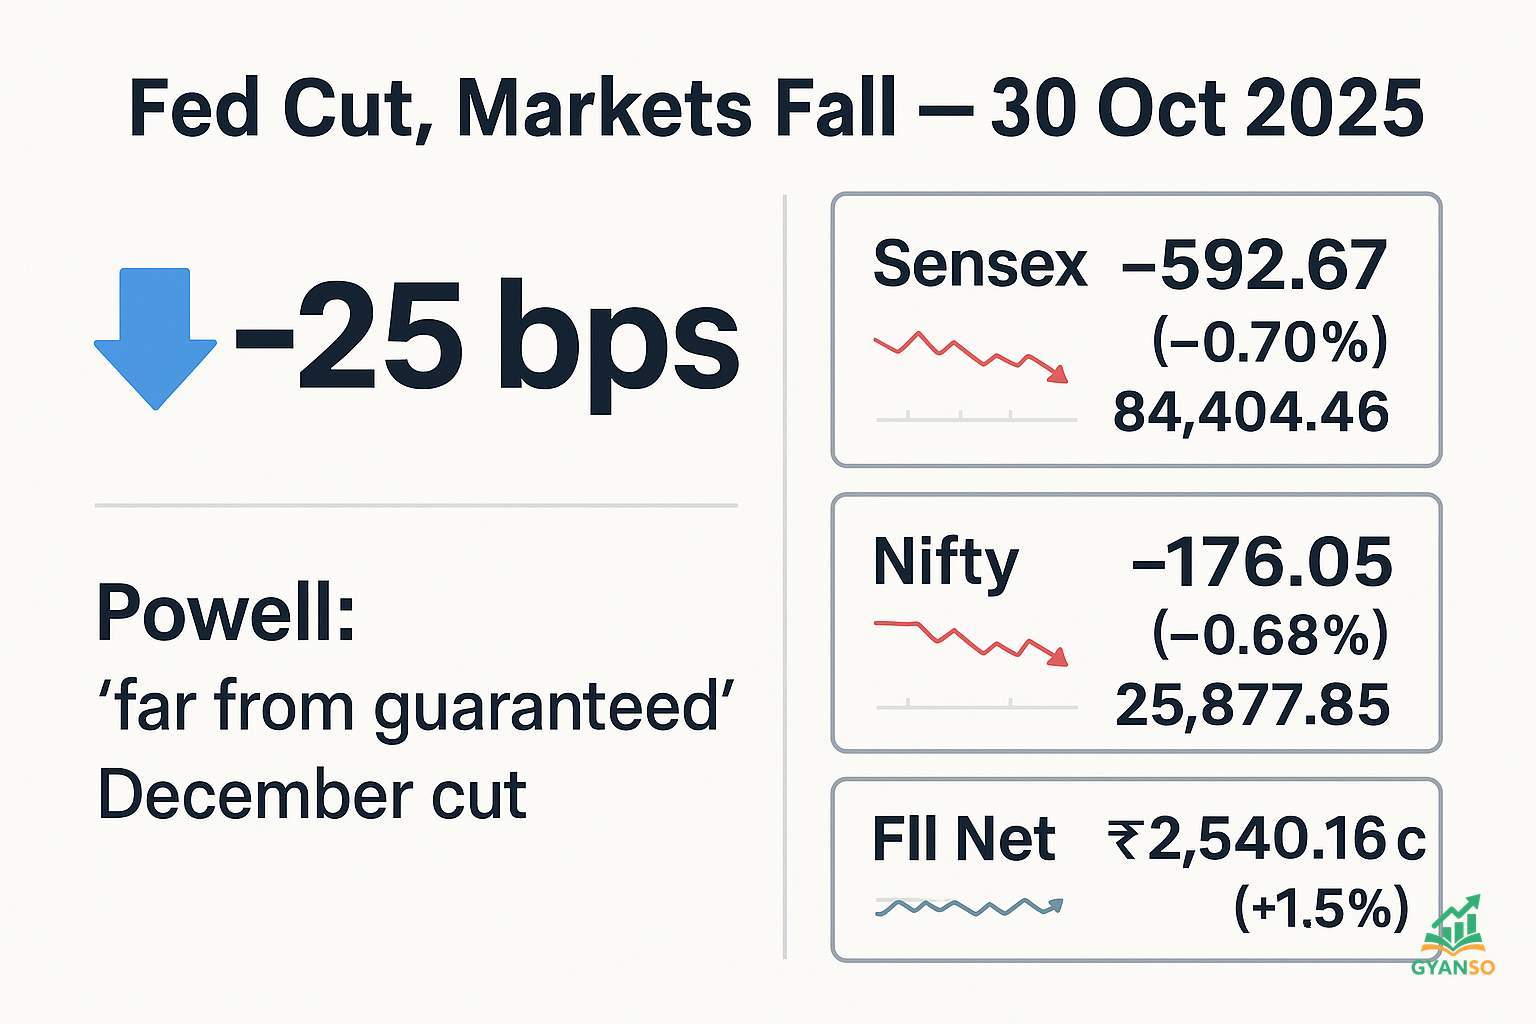 Fed Cut, Markets Fall — 30 Oct 2025
-25 bps
Powell:
‘far from guaranteed’
December cut
Sensex −592.67
(−0.70%)
84,404.46
Nifty −176.05
(−0.68%)
25,877.85
FII Net ₹2,540.16 c
(+1.5%)
GYANSO